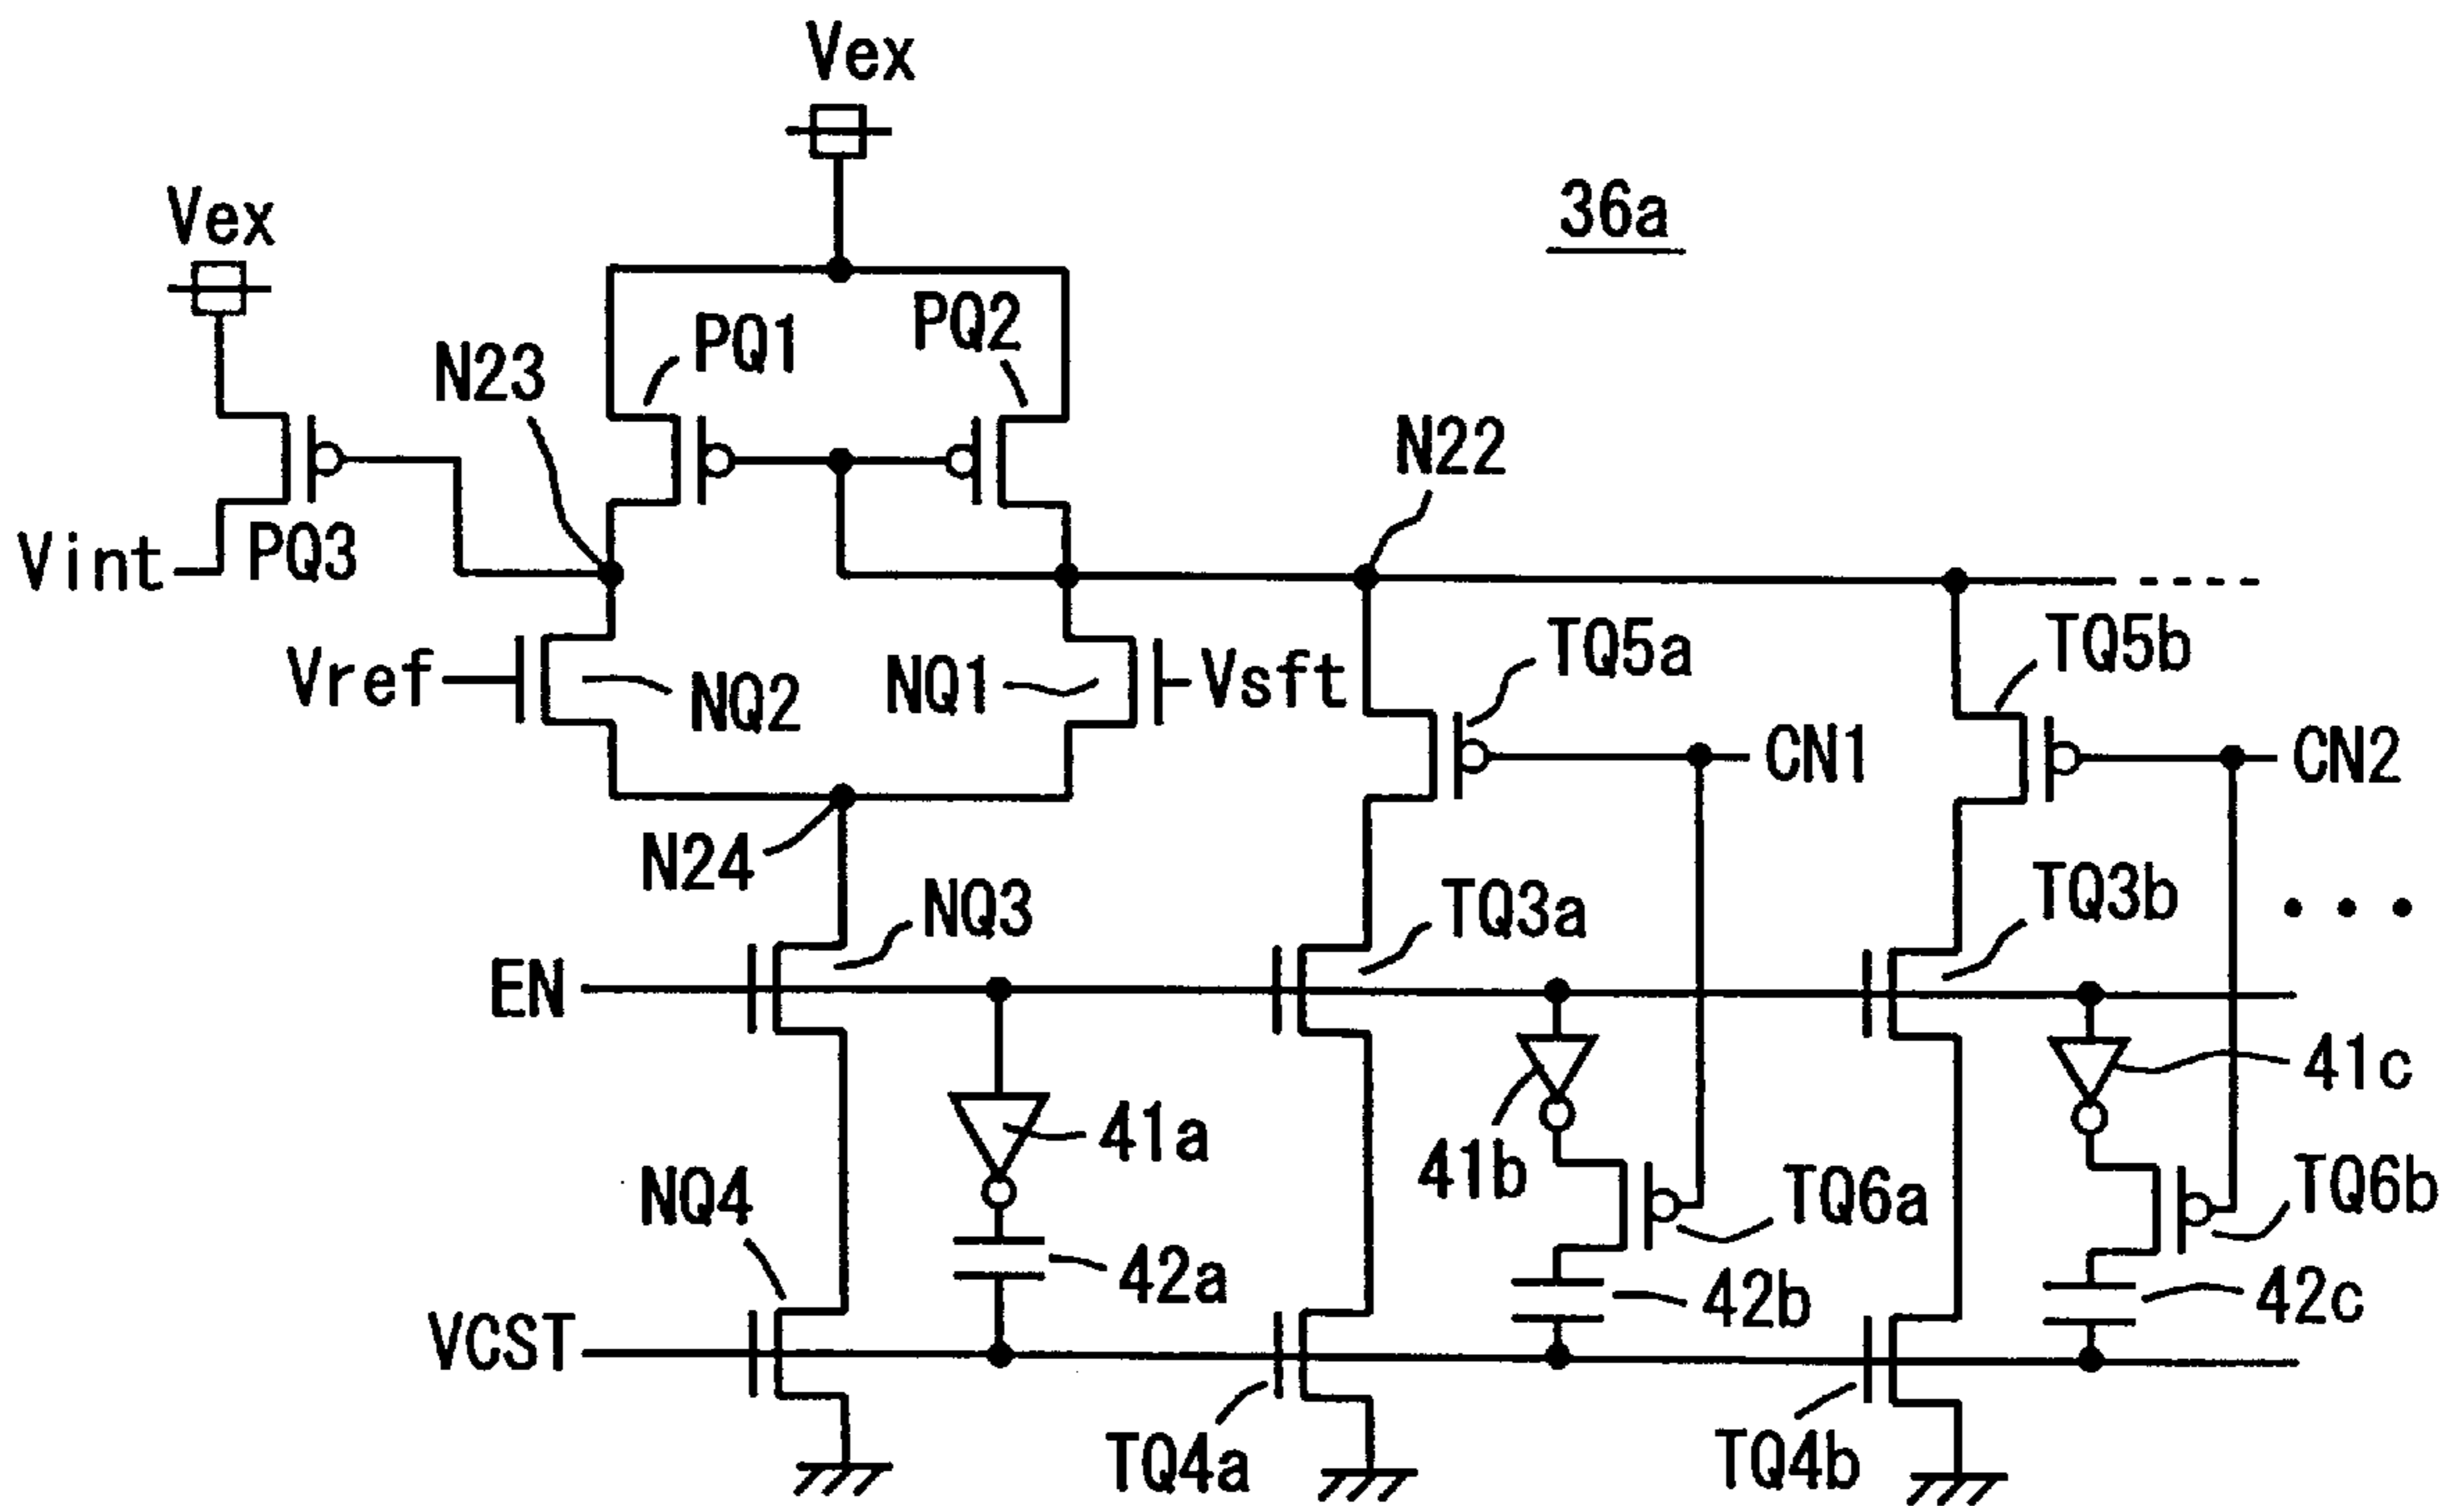 Vex
36a
Vex
PQ1
PQ2
N23
N22
PQ3
Vint
TQ5a
TQ5b
Vref
NQ2
NQ1
Vsft
CN1
CN2
N24
NQ3
TQ3a
TQ3b
EN
41c
41a
41b
NQ4
TQ6a
TQ6b
42a
42b
42c
VCST
TQ4a
TQ4b